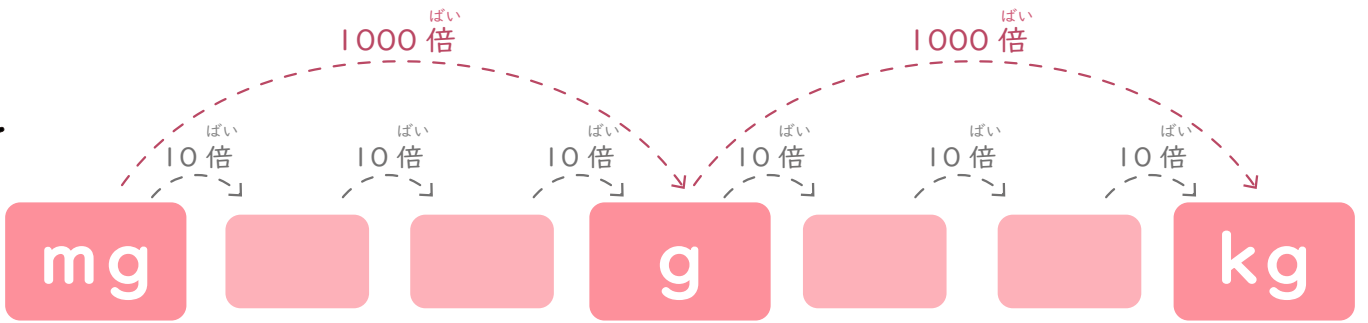 ばい ばい
1000倍 1000倍
ばい ばい ばい ばい ばい ばい
10倍 10倍 10倍 10倍 10倍 10倍
mg g kg